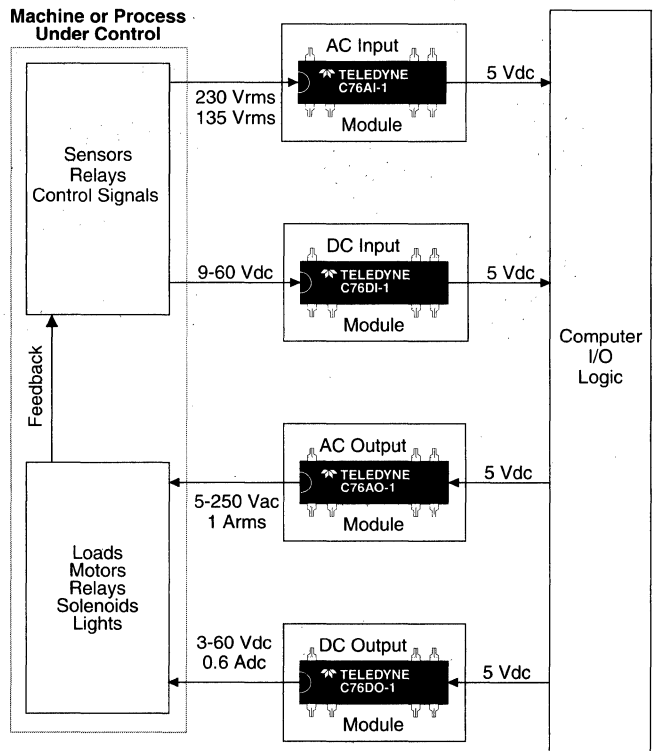 Machine or Process
Under Control
AC Input
TELEDYNE
C76AI-1
Module
230 Vrms
135 Vrms
5 Vdc
Sensors
Relays
Control Signals
DC Input
TELEDYNE
C76DI-1
Module
9-60 Vdc
5 Vdc
Computer
I/O
Logic
Feedback
AC Output
TELEDYNE
C76AO-1
Module
5-250 Vac
1 Arms
5 Vdc
Loads
Motors
Relays
Solenoids
Lights
DC Output
TELEDYNE
C76DO-1
Module
3-60 Vdc
0.6 Adc
5 Vdc